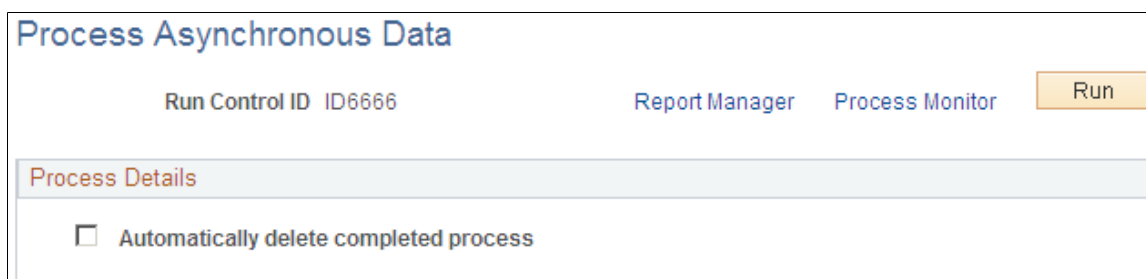 Process Asynchronous Data
Run Control ID ID6666 Report Manager Process Monitor Run
Process Details
Automatically delete completed process